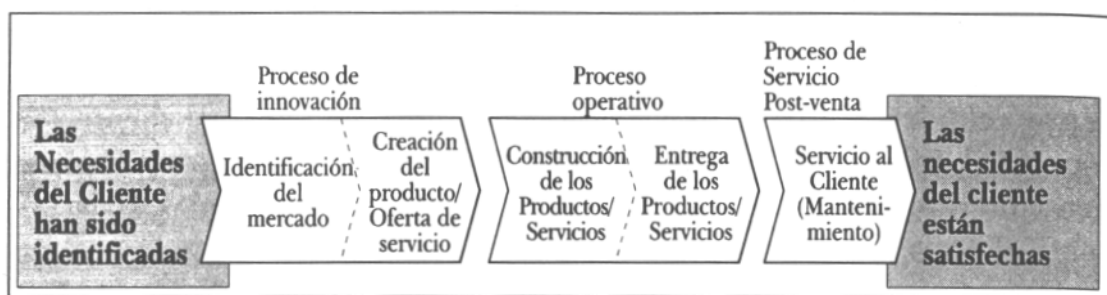 Proceso de
innovación
Proceso
operativo
Proceso de
Servicio
Post-venta
Las
Necesidades
del Cliente
han sido
identificadas
Identificación
del
mercado
Creación
del
producto/
Oferta de
servicio
Construcción
de los
Productos/
Servicios
Entrega
de los
Productos/
Servicios
Servicio al
Cliente
(Manteni-
miento)
Las
necesidades
del cliente
están
satisfechas